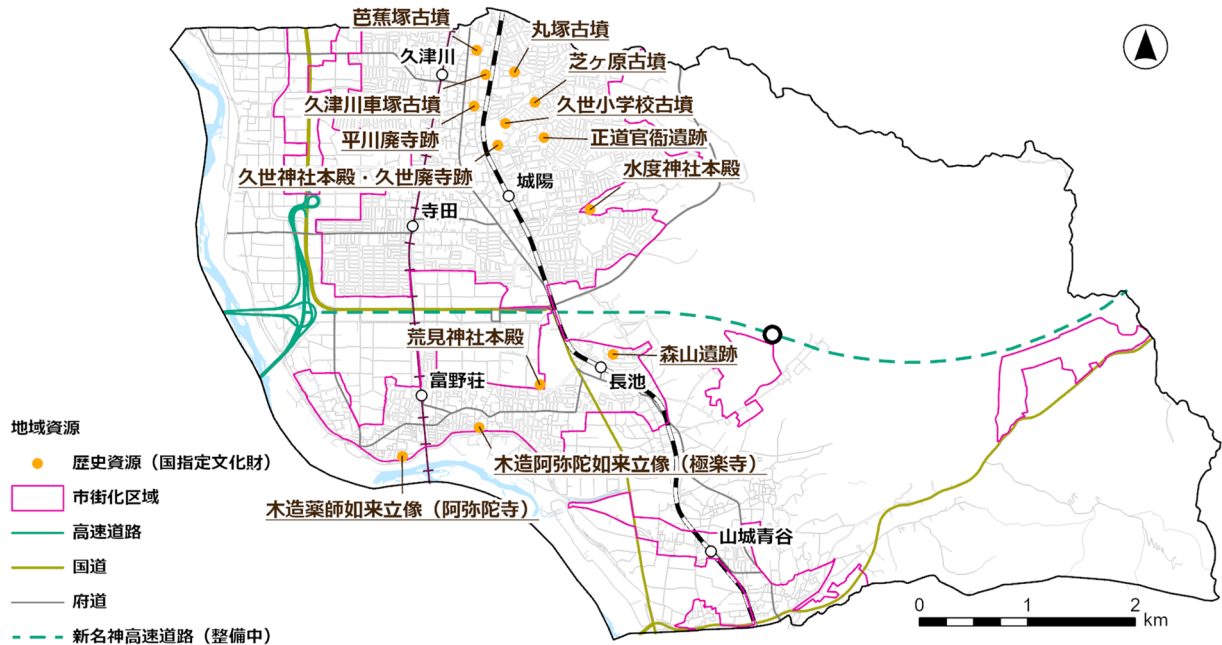 芭蕉塚古墳
丸塚古墳
久津川
芝ヶ原古墳
久津川車塚古墳
久世小学校古墳
平川廃寺跡
正道官衙遺跡
久世神社本殿・久世廃寺跡
水度神社本殿
城陽
寺田
荒見神社本殿
森山遺跡
長池
富野荘
地域資源
歴史資源（国指定文化財）
木造阿弥陀如来立像（極楽寺）
市街化区域
木造薬師如来立像（阿弥陀寺）
高速道路
山城青谷
国道
府道
0 1 2
km
新名神高速道路（整備中）